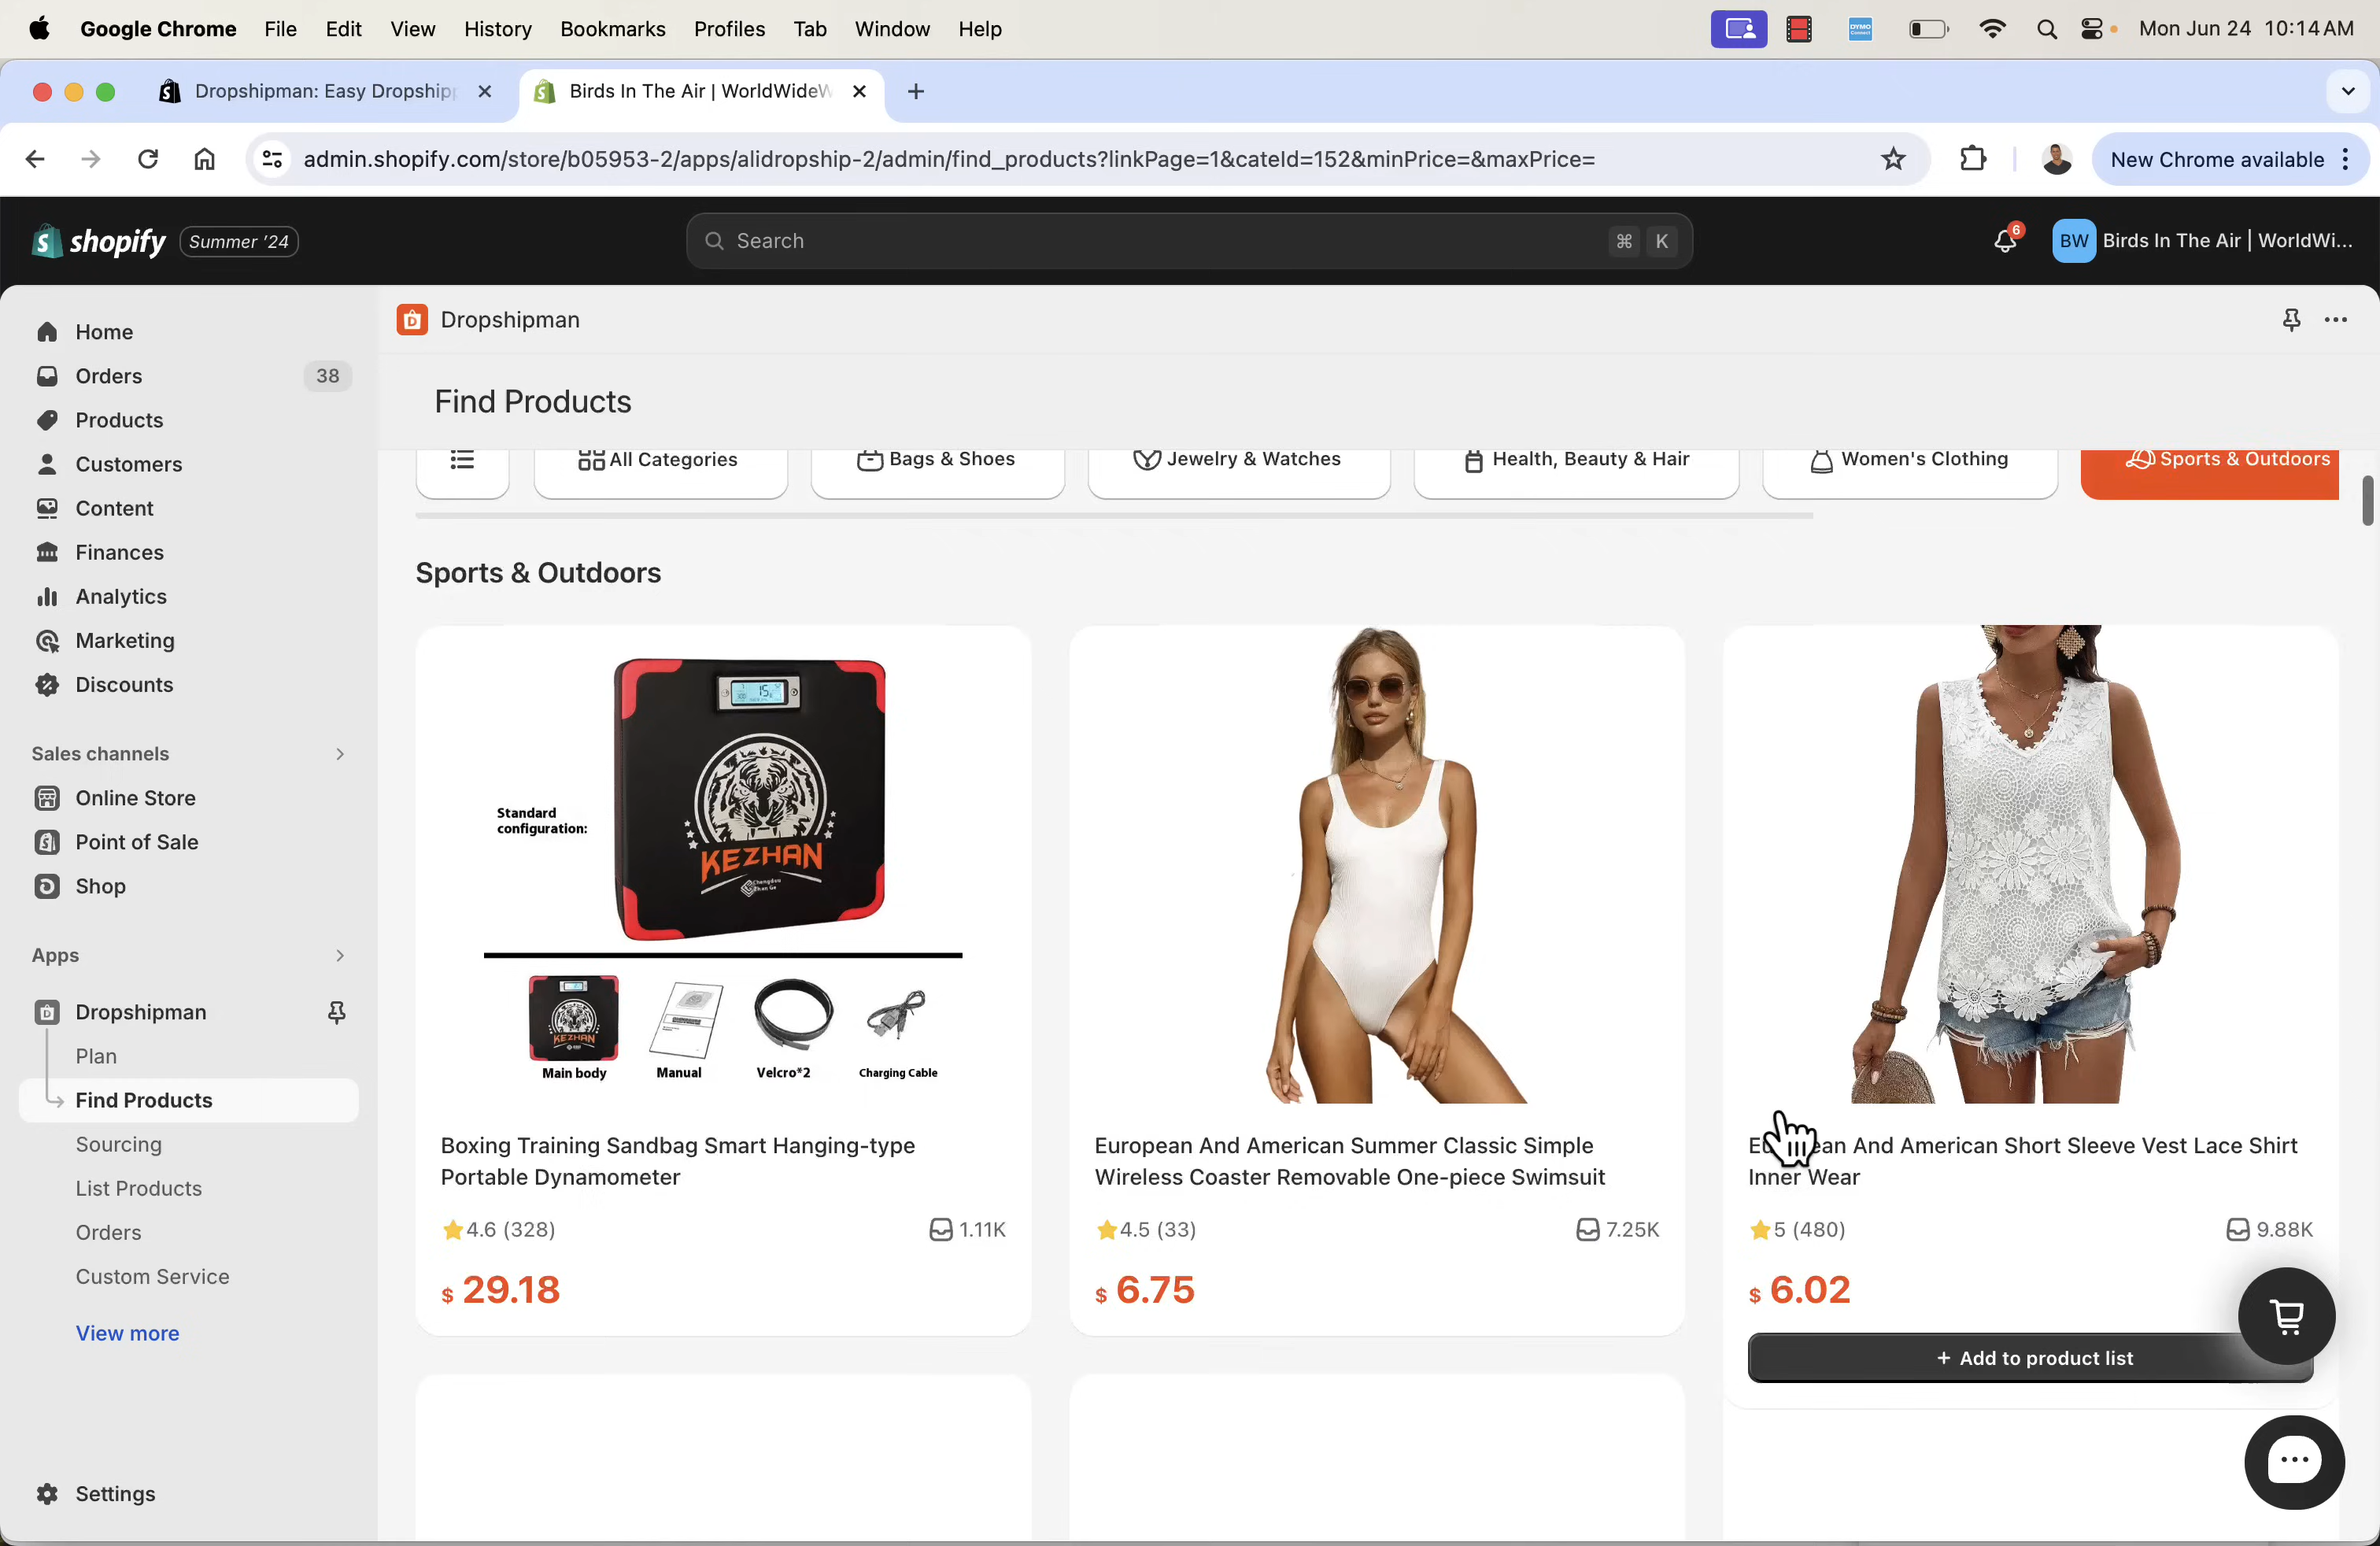 Google Chrome File Edit View History Bookmarks Profiles Tab Window Help
DYMO
Connect
Mon Jun 24 10:14 AM
Dropshipman: Easy Dropship
Birds In The Air | WorldWideW
admin.shopify.com/store/b05953-2/apps/alidropship-2/admin/find_products?linkPage=1&cateId=152&minPrice=&maxPrice=
New Chrome available
shopify
Summer '24
Search
⌘ K
6
BW
Birds In The Air | WorldWi...
Home
Orders
38
Products
Customers
Content
Finances
Analytics
Marketing
Discounts
Sales channels
Online Store
Point of Sale
Shop
Apps
Dropshipman
Plan
Find Products
Sourcing
List Products
Orders
Custom Service
View more
Settings
Dropshipman
Find Products
All Categories
Bags & Shoes
Jewelry & Watches
Health, Beauty & Hair
Women's Clothing
Sports & Outdoors
Sports & Outdoors
Standard
configuration:
KEZHAN
Main body
Manual
Velcro*2
Charging Cable
Boxing Training Sandbag Smart Hanging-type
Portable Dynamometer
4.6 (328)
1.11K
$ 29.18
European And American Summer Classic Simple
Wireless Coaster Removable One-piece Swimsuit
4.5 (33)
7.25K
$ 6.75
And American Short Sleeve Vest Lace Shirt
Inner Wear
5 (480)
9.88K
$ 6.02
+ Add to product list